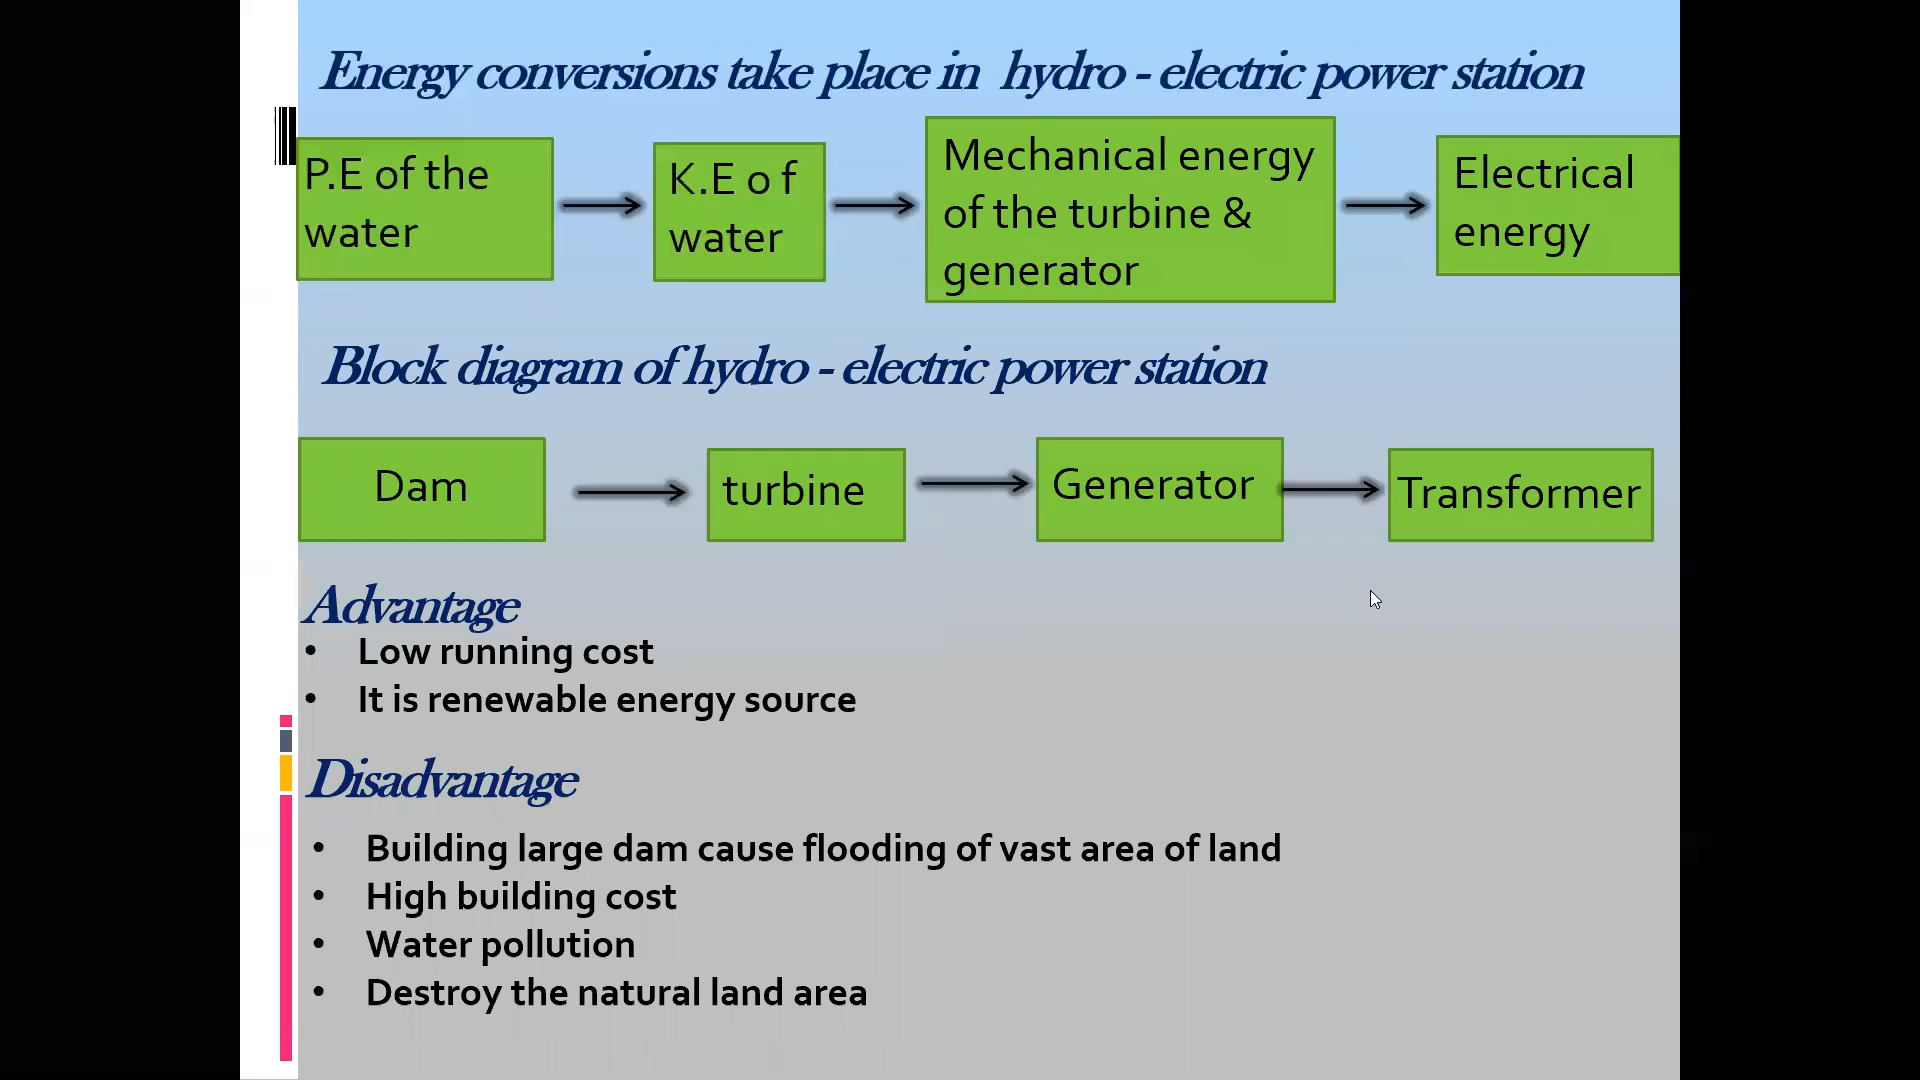 Energy conversions take place in hydro - electric power station
P.E of the
water
K.E o f
water
Mechanical energy
of the turbine &
generator
Electrical
energy
Block diagram of hydro - electric power station
Dam
turbine
Generator
Transformer
Advantage
• Low running cost
• It is renewable energy source
Disadvantage
• Building large dam cause flooding of vast area of land
• High building cost
• Water pollution
• Destroy the natural land area